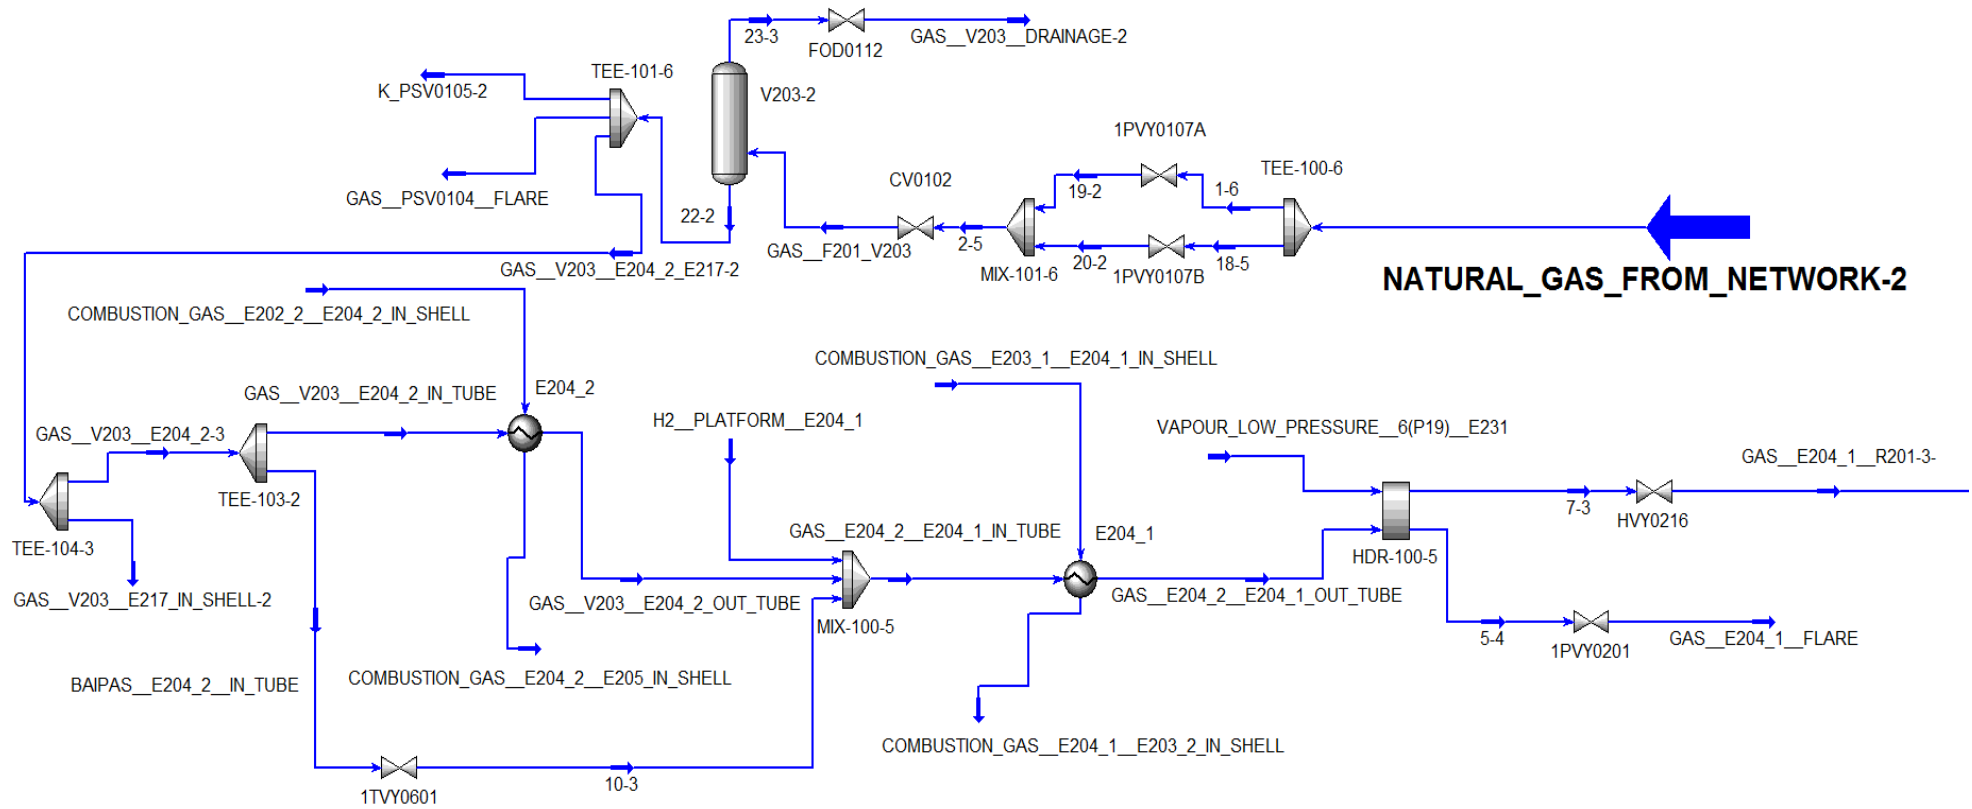 23-3
FOD0112
GAS__V203__DRAINAGE-2
TEE-101-6
K_PSV0105-2
V203-2
1PVY0107A
TEE-100-6
CV0102
19-2
1-6
GAS__PSV0104__FLARE
22-2
GAS__F201_V203
2-5
MIX-101-6
20-2
1PVY0107B
18-5
GAS__V203__E204_2_E217-2
NATURAL_GAS_FROM_NETWORK-2
COMBUSTION_GAS__E202_2__E204_2_IN_SHELL
COMBUSTION_GAS__E203_1__E204_1_IN_SHELL
GAS__V203__E204_2_IN_TUBE
E204_2
H2__PLATFORM__E204_1
GAS__V203__E204_2-3
VAPOUR_LOW_PRESSURE__6(P19)__E231
GAS__E204_1__R201-3-
TEE-103-2
7-3
HVY0216
TEE-104-3
GAS__E204_2__E204_1_IN_TUBE
E204_1
HDR-100-5
GAS__V203__E217_IN_SHELL-2
GAS__V203__E204_2_OUT_TUBE
GAS__E204_2__E204_1_OUT_TUBE
MIX-100-5
5-4
1PVY0201
GAS__E204_1__FLARE
BAIPAS__E204_2__IN_TUBE
COMBUSTION_GAS__E204_2__E205_IN_SHELL
COMBUSTION_GAS__E204_1__E203_2_IN_SHELL
10-3
1TVY0601